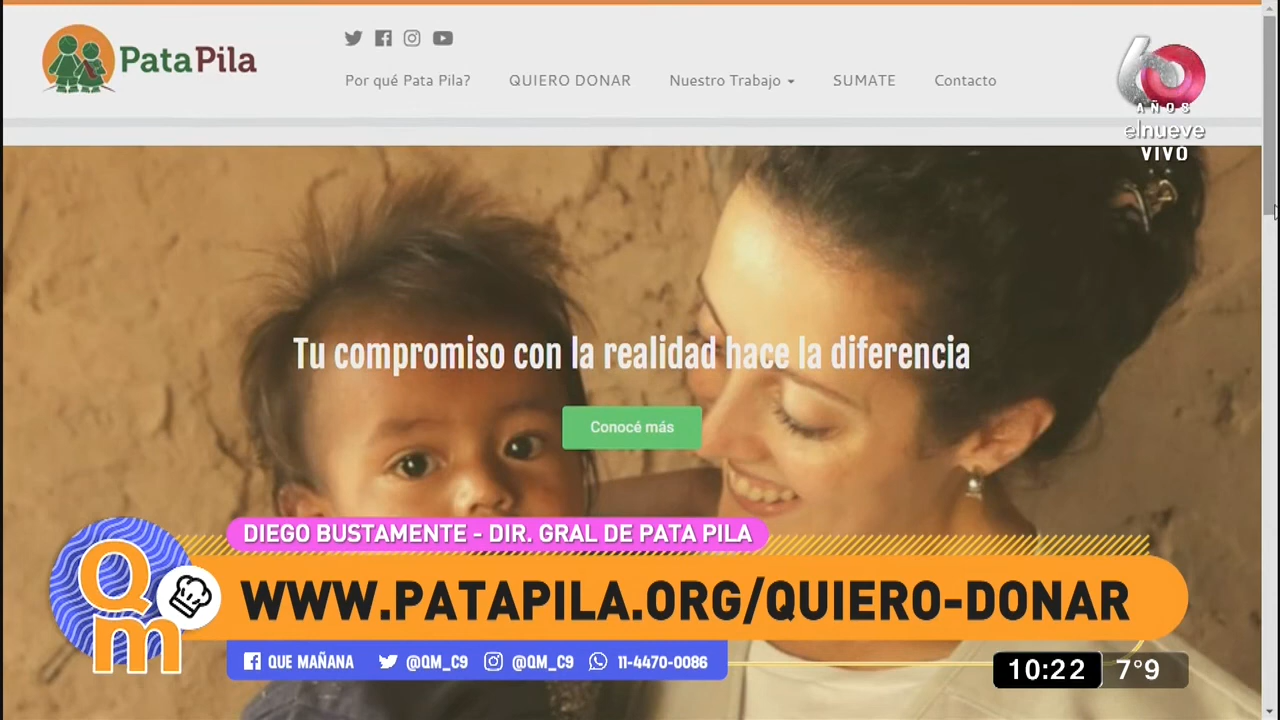 PataPila
Por qué Pata Pila?
QUIERO DONAR
Nuestro Trabajo
SUMATE
Contacto
60
AÑOS
elnueve
VIVO
Tu compromiso con la realidad hace la diferencia
Conocé más
DIEGO BUSTAMENTE - DIR. GRAL DE PATA PILA
Qm
WWW.PATAPILA.ORG/QUIERO-DONAR
QUE MAÑANA @QM_C9 @QM_C9 11-4470-0086
10:22 7°9